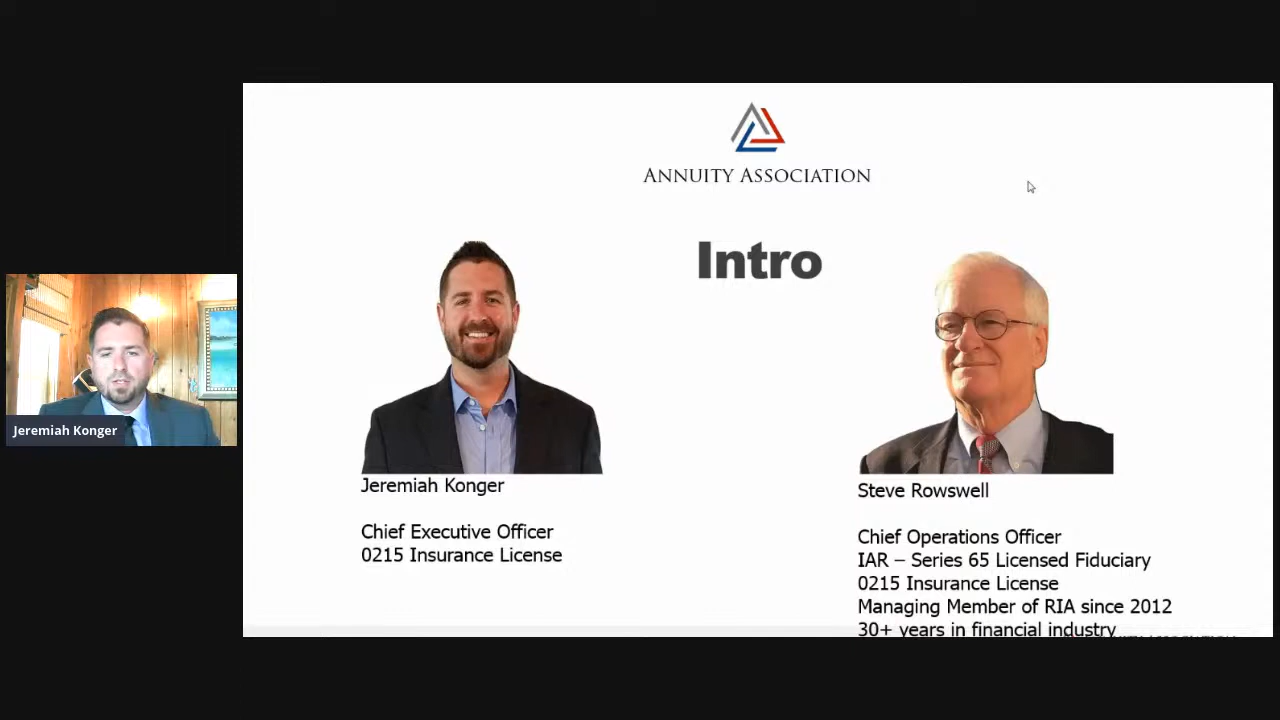 ANNUITY ASSOCIATION
Intro
Jeremiah Konger
Jeremiah Konger
Chief Executive Officer
0215 Insurance License
Steve Rowswell
Chief Operations Officer
IAR – Series 65 Licensed Fiduciary
0215 Insurance License
Managing Member of RIA since 2012
30+ years in financial industry